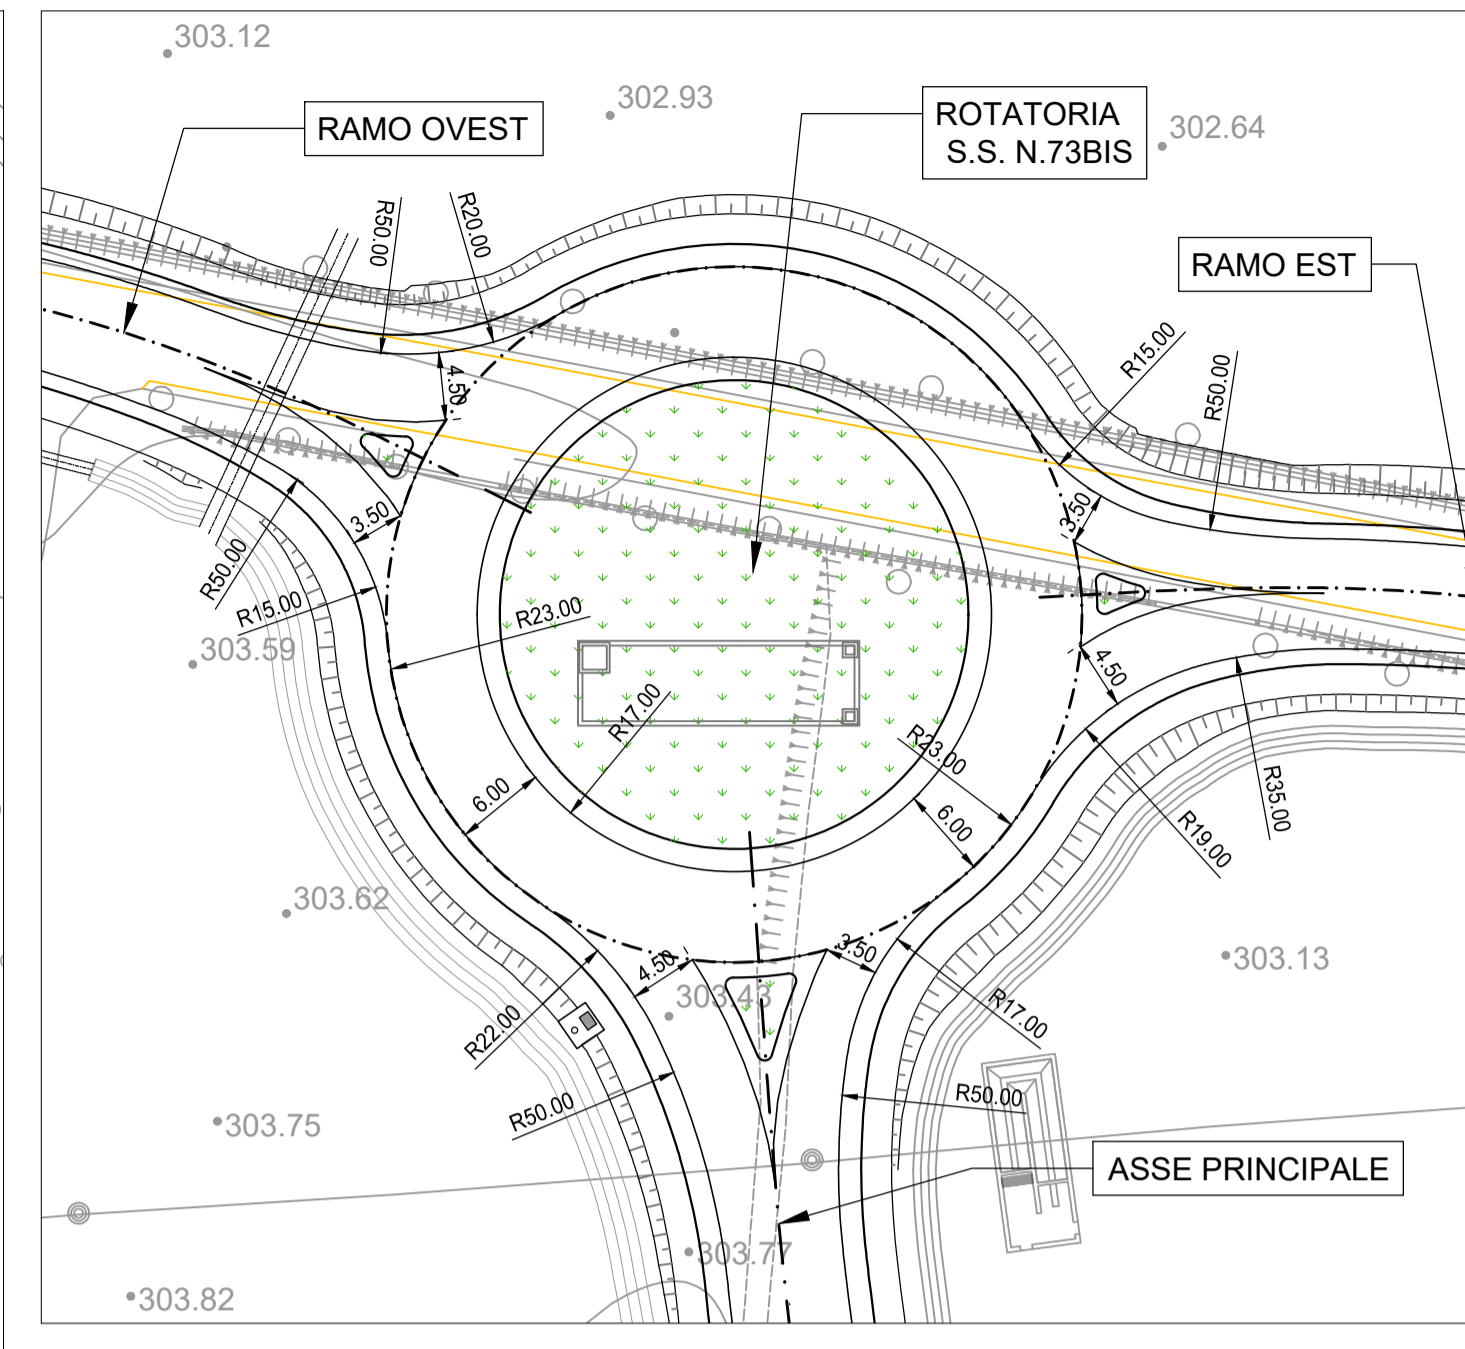 303.12
302.93
302.64
RAMO OVEST
ROTATORIA
S.S. N.73BIS
RAMO EST
R50.00
R20.00
R15.00
R50.00
4.50
3.50
3.50
R50.00
R15.00
R23.00
303.59
4.50
R17.00
R23.00
6.00
6.00
R35.00
R19.00
303.62
303.13
4.50
3.50
303.43
R22.00
R17.00
R50.00
R50.00
303.75
ASSE PRINCIPALE
303.77
303.82